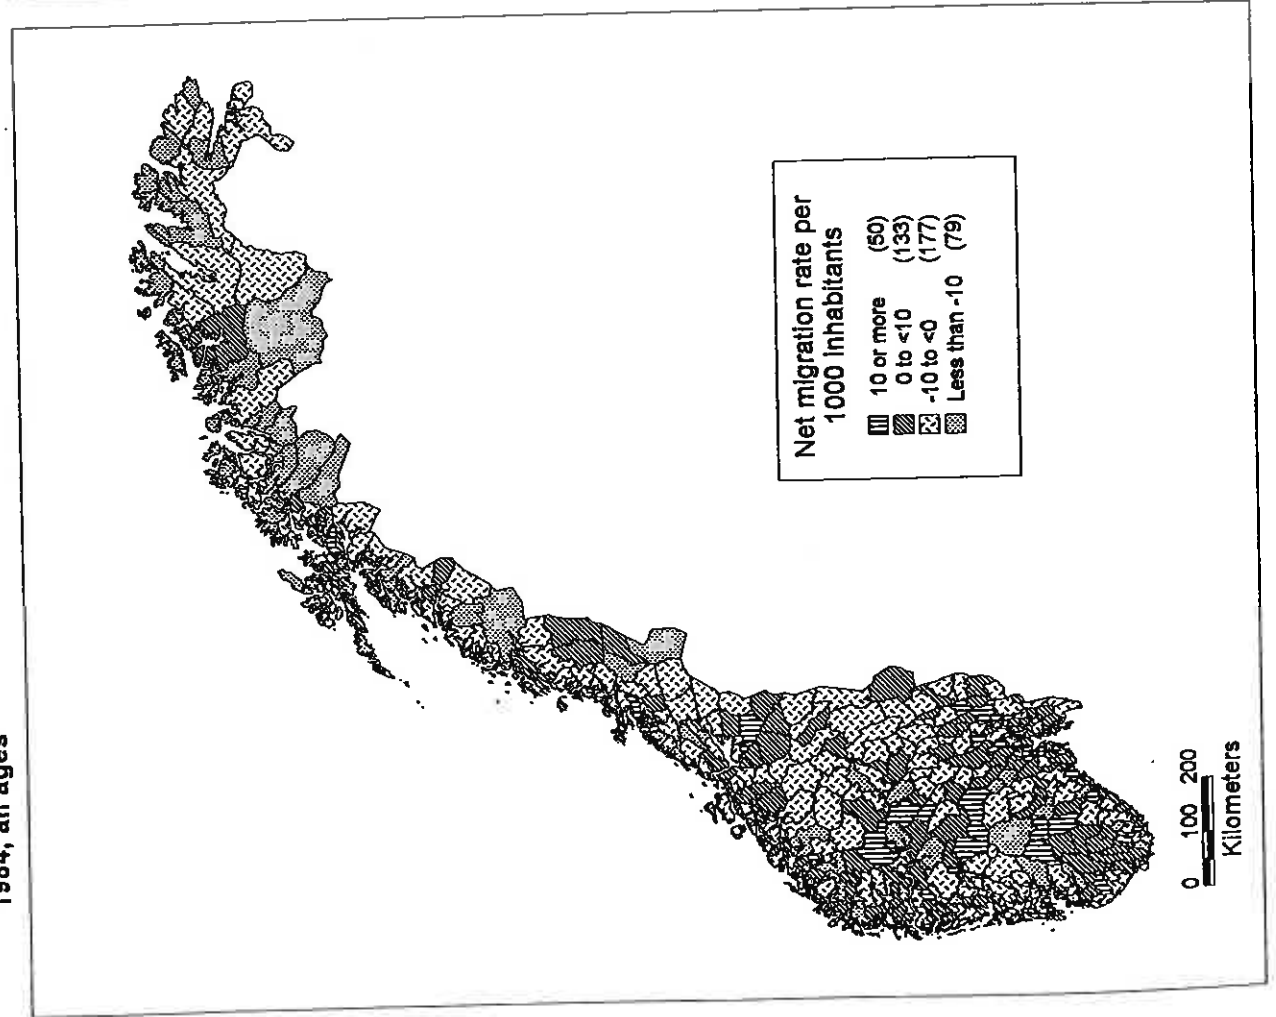 1984, all ages
Net migration rate per
1000 inhabitants
10 or more (50)
0 to <10 (133)
-10 to <0 (177)
Less than -10 (79)
0 100 200
Kilometers